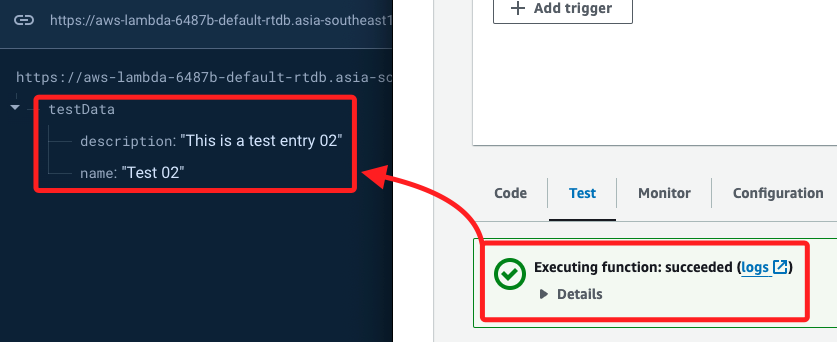 https://aws-lambda-6487b-default-rtdb.asia-southeast1
https://aws-lambda-6487b-default-rtdb.asia-so
testData
description: "This is a test entry 02"
name: "Test 02"
+ Add trigger
Code Test Monitor Configuration
Executing function: succeeded (logs)
Details